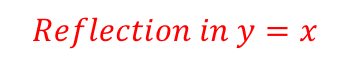 Reflection in y = x